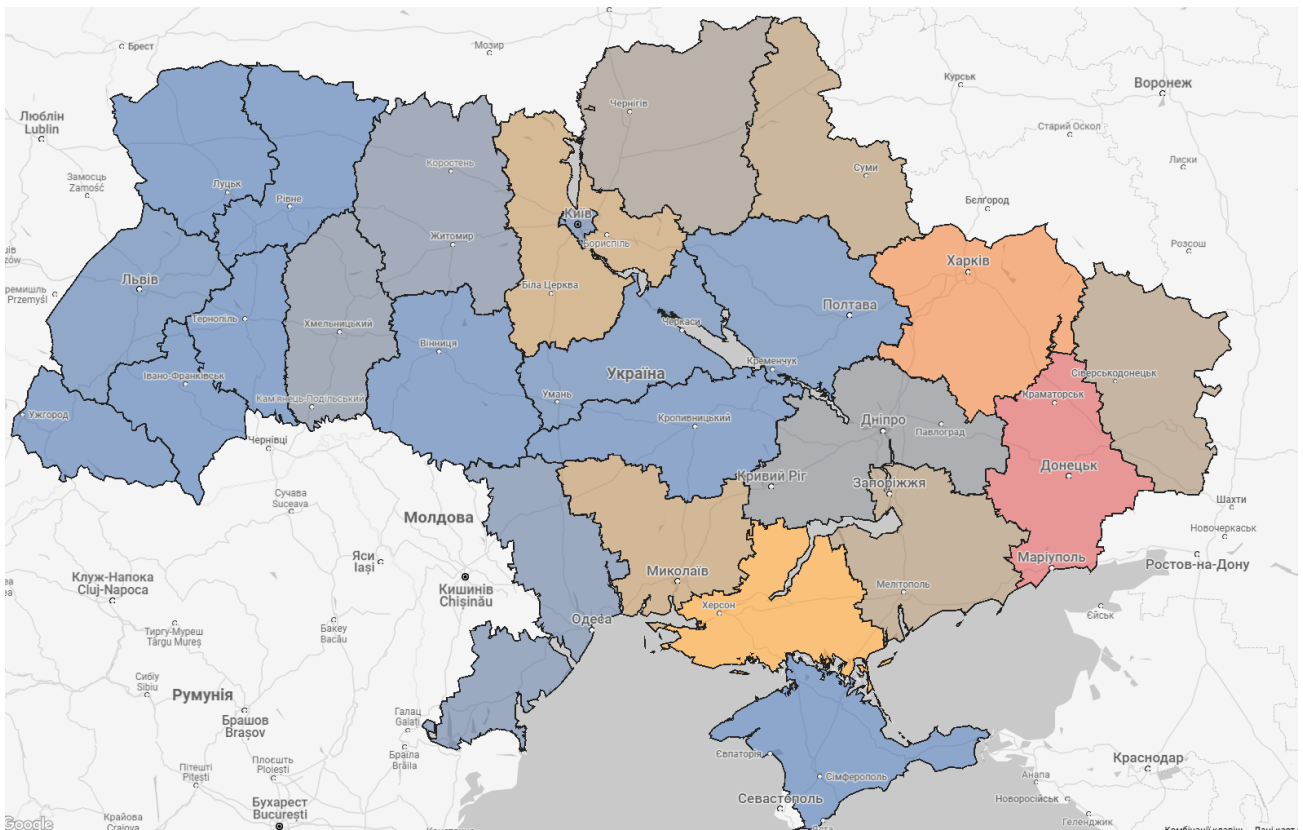 Мозир
Брест
Курськ
Воронеж
Люблін
Lublin
Чернігів
Старий Оскол
Замосць
Zamość
Коростень
Суми
Лиски
Луцьк
Рівне
Київ
Бєлгород
Житомир
Бориспіль
Розсош
Львів
Харків
Przemyśl
Біла Церква
Полтава
Тернопіль
Хмельницький
Черкаси
Вінниця
Кременчук
Україна
Івано-Франківськ
Сіверськодонецьк
Умань
Краматорськ
Кам'янець-Подільський
Ужгород
Кропивницький
Дніпро
Павлоград
Чернівці
Донецьк
Кривий Ріг
Запоріжжя
Сучава
Suceava
Шахти
Молдова
Новочеркаськ
Яси
Iași
Маріуполь
Ростов-на-Дону
Миколаїв
Клуж-Напока
Cluj-Napoca
Кишинів
Chișinău
Мелітополь
Херсон
Одеса
Єйськ
Тиргу-Муреш
Târgu Mureș
Бакеу
Bacău
Сибіу
Sibiu
Румунія
Брашов
Brașov
Галац
Galați
Браїла
Brăila
Євпаторія
Плоєшть
Ploiești
Пітешті
Pitești
Сімферополь
Краснодар
Анапа
Севастополь
Новоросійськ
Бухарест
București
Геленджик
Крайова
Craiova
Google
Комбінації клавіш